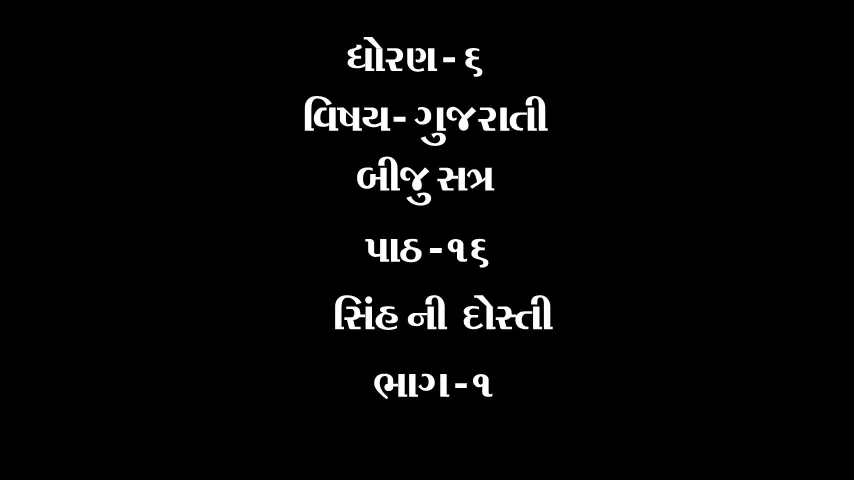 ધોરણ - ૬
વિષય - ગુજરાતી
બીજુ સત્ર
પાઠ - ૧૬
સિંહ ની દોસ્તી
ભાગ - ૧